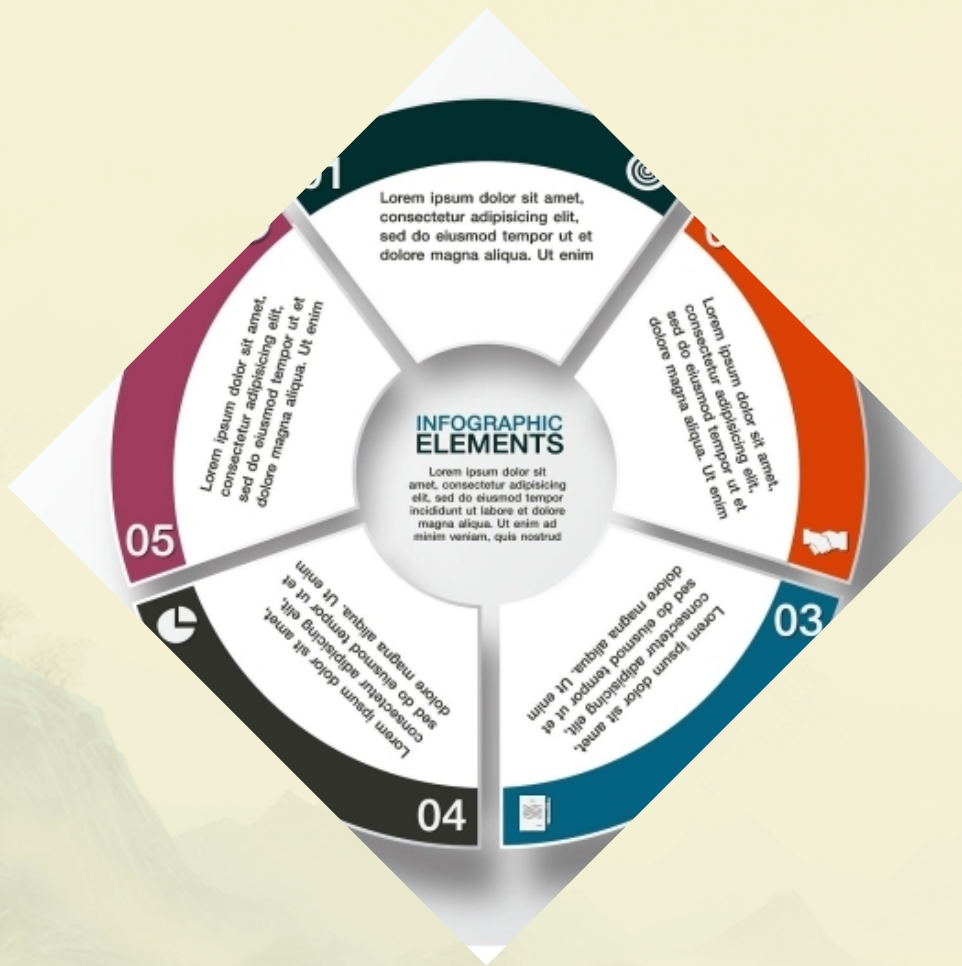 Lorem ipsum dolor sit amet,
consectetur adipisicing elit,
sed do eiusmod tempor ut et
dolore magna aliqua. Ut enim
Lorem ipsum dolor sit amet,
consectetur adipisicing elit,
sed do eiusmod tempor ut et
dolore magna aliqua. Ut enim
03
Lorem ipsum dolor sit amet,
consectetur adipisicing elit,
sed do eiusmod tempor ut et
dolore magna aliqua. Ut enim
04
Lorem ipsum dolor sit amet,
consectetur adipisicing elit,
sed do eiusmod tempor ut et
dolore magna aliqua. Ut enim
05
Lorem ipsum dolor sit amet,
consectetur adipisicing elit,
sed do eiusmod tempor ut et
dolore magna aliqua. Ut enim
INFOGRAPHIC
ELEMENTS
Lorem ipsum dolor sit
amet, consectetur adipisicing
elit, sed do eiusmod tempor
incididunt ut labore et dolore
magna aliqua. Ut enim ad
minim veniam, quis nostrud